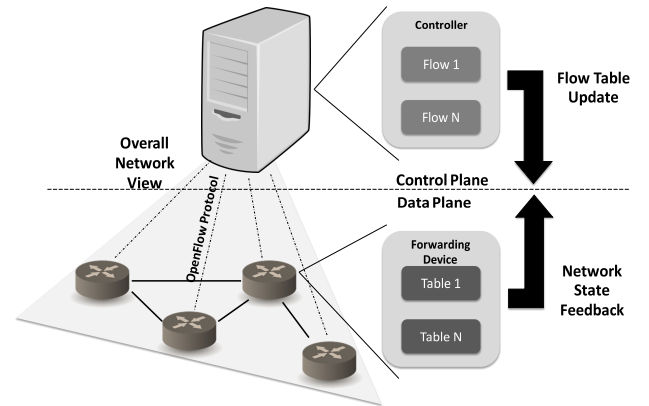 Controller
Flow 1
Flow N
Flow Table
Update
Overall
Network
View
OpenFlow Protocol
Control Plane
Data Plane
Forwarding
Device
Table 1
Table N
Network
State
Feedback